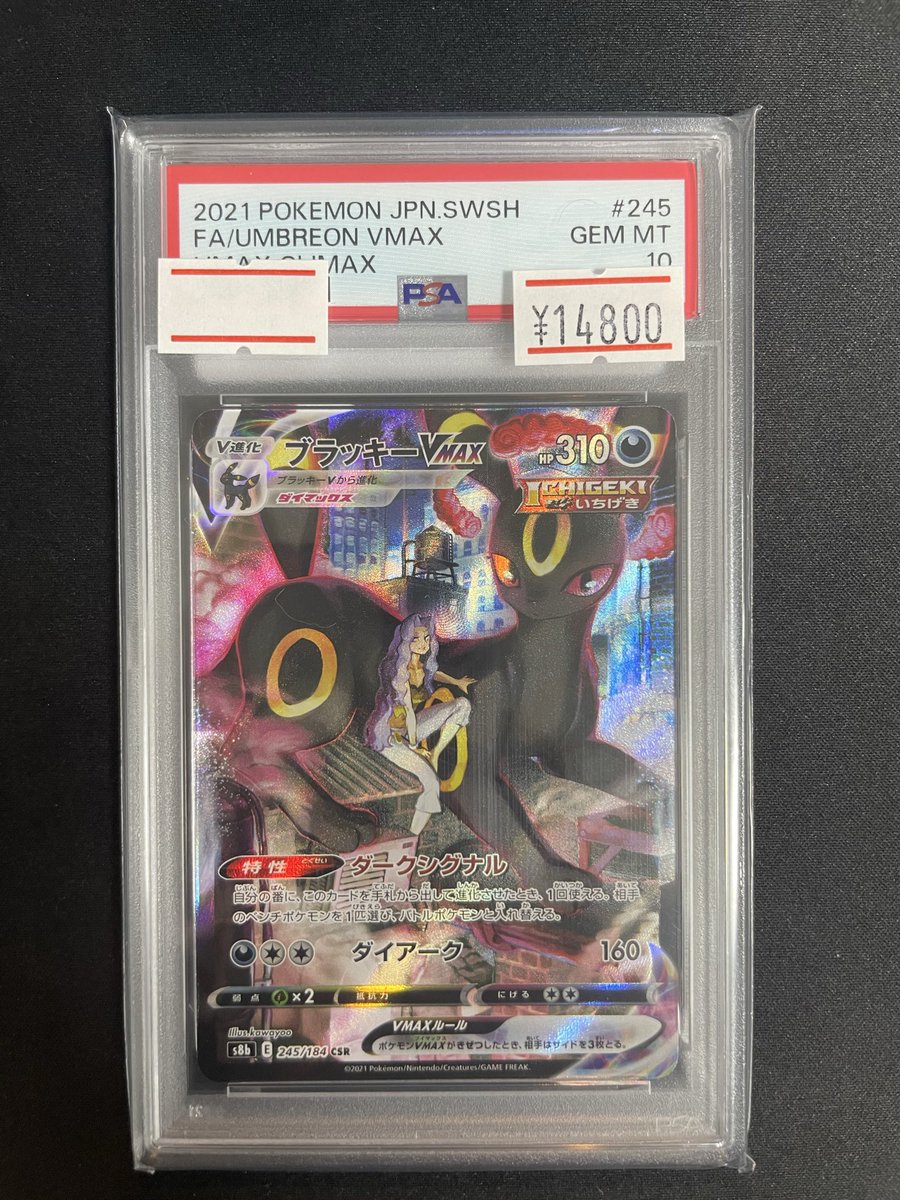 2021 POKEMON JPN.SWSH #245
FA/UMBREON VMAX GEM MT
VMAX CLIMAX 10
PSA
¥14800
V進化
ブラッキーVMAX
HP310
ブラッキーVから進化
ダイマックス
ICHIGEKI
いちげき
特性 とくせい ダークシグナル
自分の番に、このカードを手札から出して進化させたとき、1回使える。相手
のベンチポケモンを1匹選び、バトルポケモンと入れ替える。
ダイアーク 160
弱点 ×2 抵抗力 にげる
Illus.kawayoo
VMAXルール
ポケモンVMAXがきぜつしたとき、相手はサイドを3枚とる。
s8b E 245/184 CSR
©2021 Pokémon/Nintendo/Creatures/GAME FREAK.